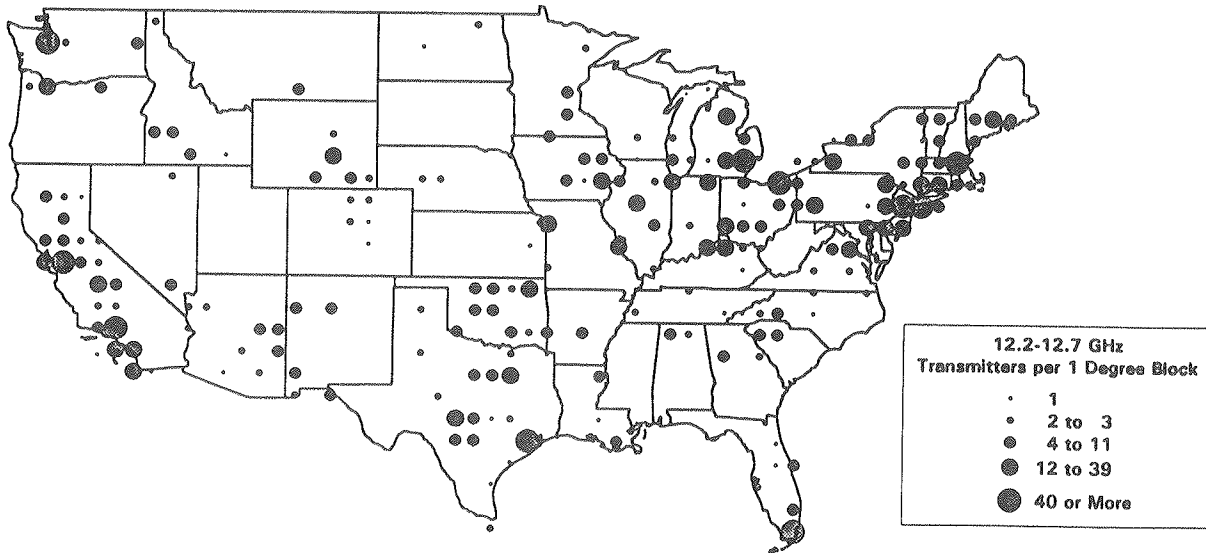 12.2-12.7 GHz
Transmitters per 1 Degree Block
1
2 to 3
4 to 11
12 to 39
40 or More